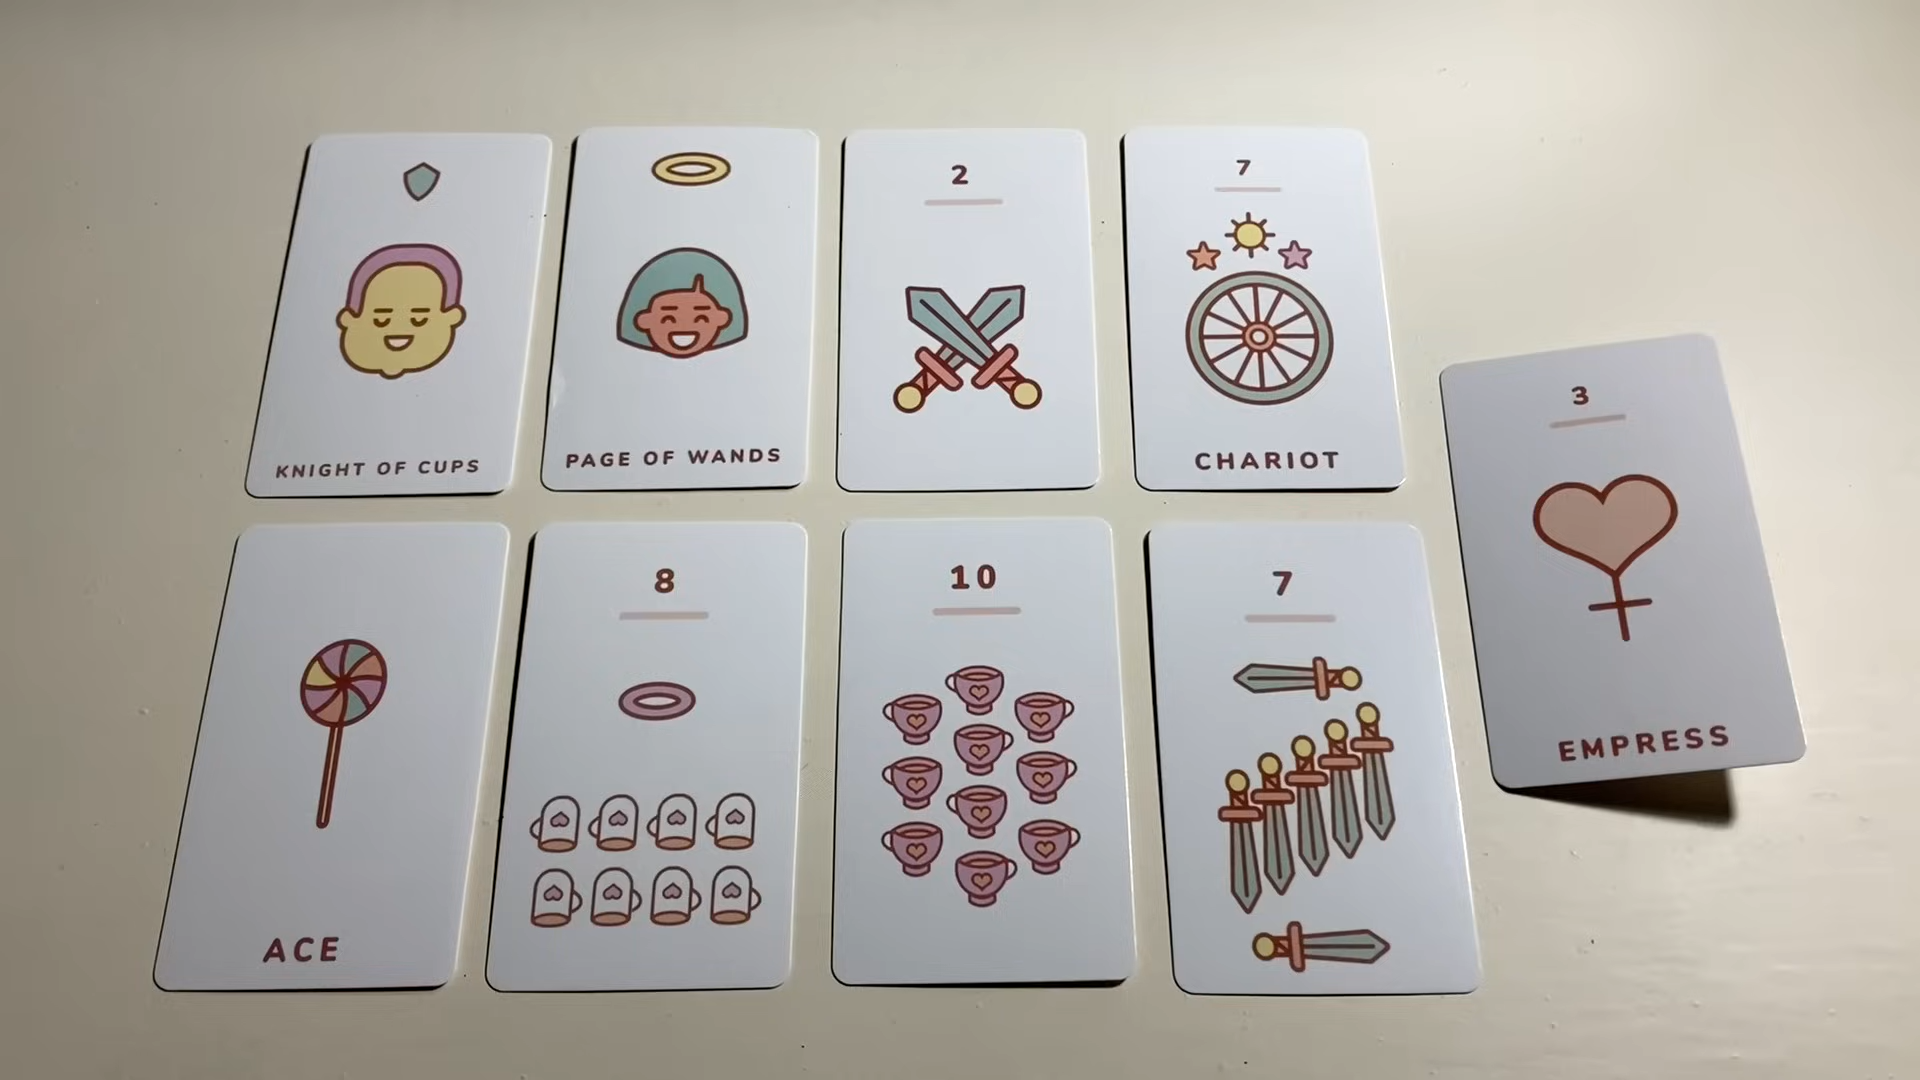 KNIGHT OF CUPS
PAGE OF WANDS
2
7
CHARIOT
3
EMPRESS
ACE
8
10
7